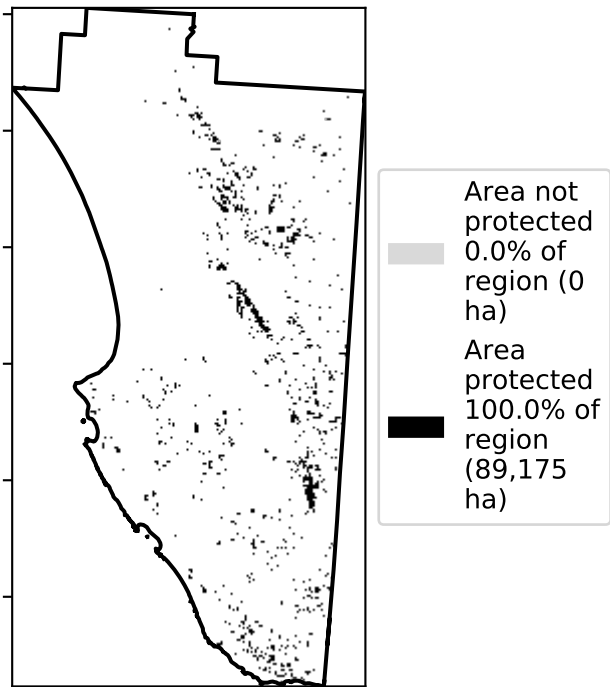 Area not
protected
0.0% of
region (0
ha)
Area
protected
100.0% of
region
(89,175
ha)